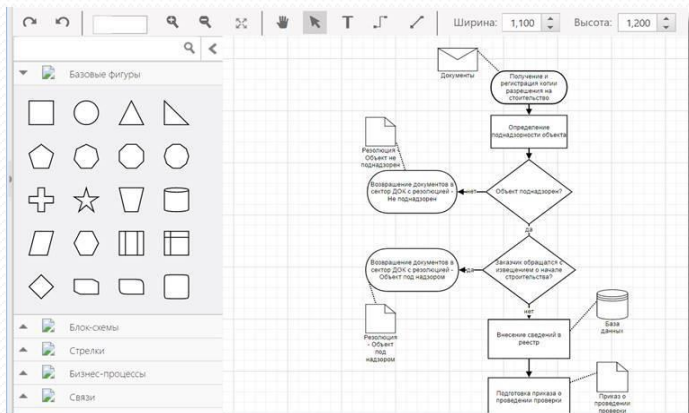 Ширина: 1,100 Высота: 1,200
Базовые фигуры
Блок-схемы
Стрелки
Бизнес-процессы
Связи
Документы
Получение и
регистрация копии
разрешения на
стоительство
Определение
поднадзорности объекта
Резолюция
Объект не
поднадзорен
Возвращение документов в
сектор ДОК с резолюцией -
Не поднадзорен
нет
Объект поднадзорен?
да
Возвращение документов в
сектор ДОК с резолюцией -
Объект под надзором
да
Заказчик обращался с
извещением о начале
строительства?
Резолюция
- Объект
под
надзором
нет
База
данных
Внесение сведений в
реестр
Подготовка приказа о
проведении проверки
Приказ о
проведении
проверки